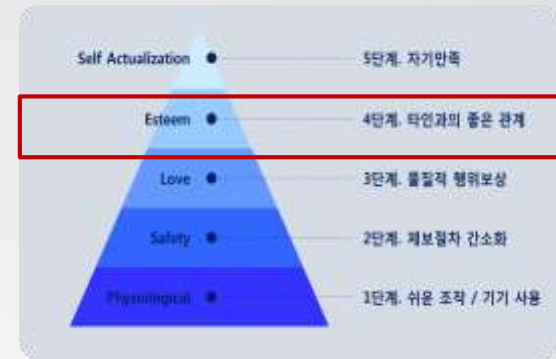 Self Actualization 5단계. 자기만족
Esteem 4단계. 타인과의 좋은 관계
Love 3단계. 물질적 행위보상
Safety 2단계. 제보절차 간소화
Physiological 1단계. 쉬운 조작 / 기기 사용